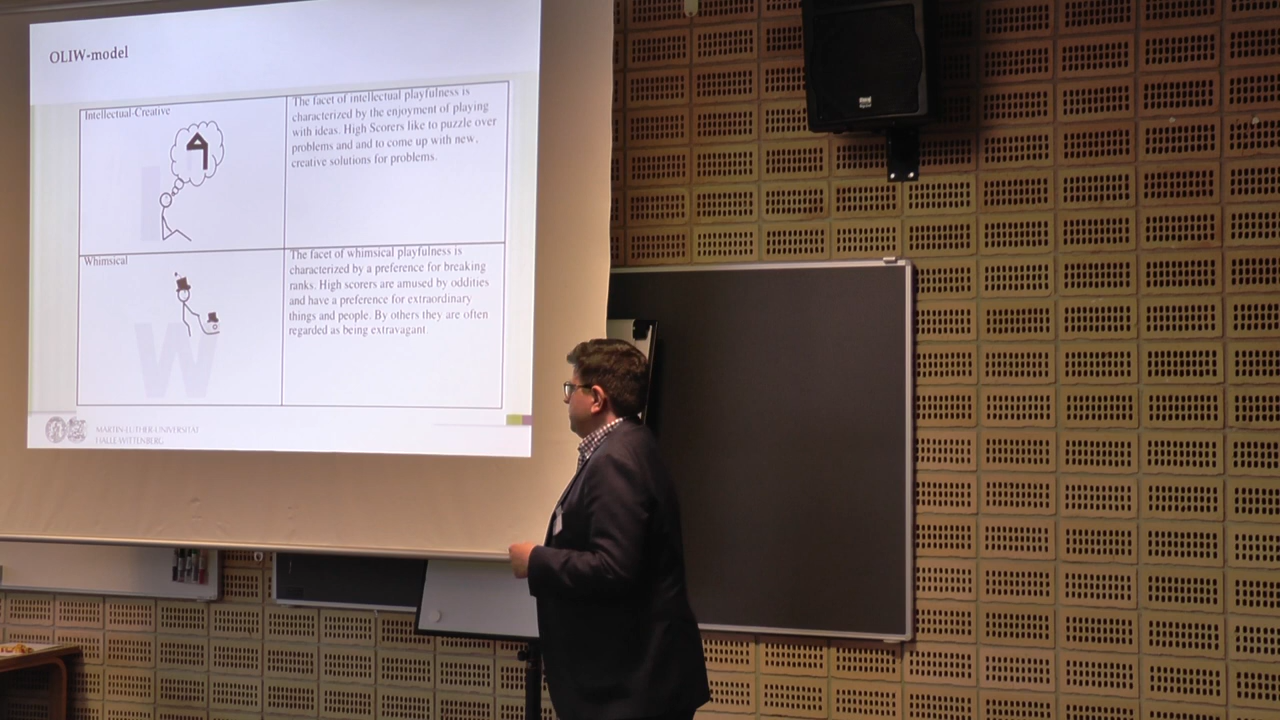 OLIW-model
Intellectual-Creative
The facet of intellectual playfulness is
characterized by the enjoyment of playing
with ideas. High Scorers like to puzzle over
problems and and to come up with new,
creative solutions for problems.
Whimsical
The facet of whimsical playfulness is
characterized by a preference for breaking
ranks. High scorers are amused by oddities
and have a preference for extraordinary
things and people. By others they are often
regarded as being extravagant.
W
MARTIN-LUTHER-UNIVERSITÄT
HALLE-WITTENBERG